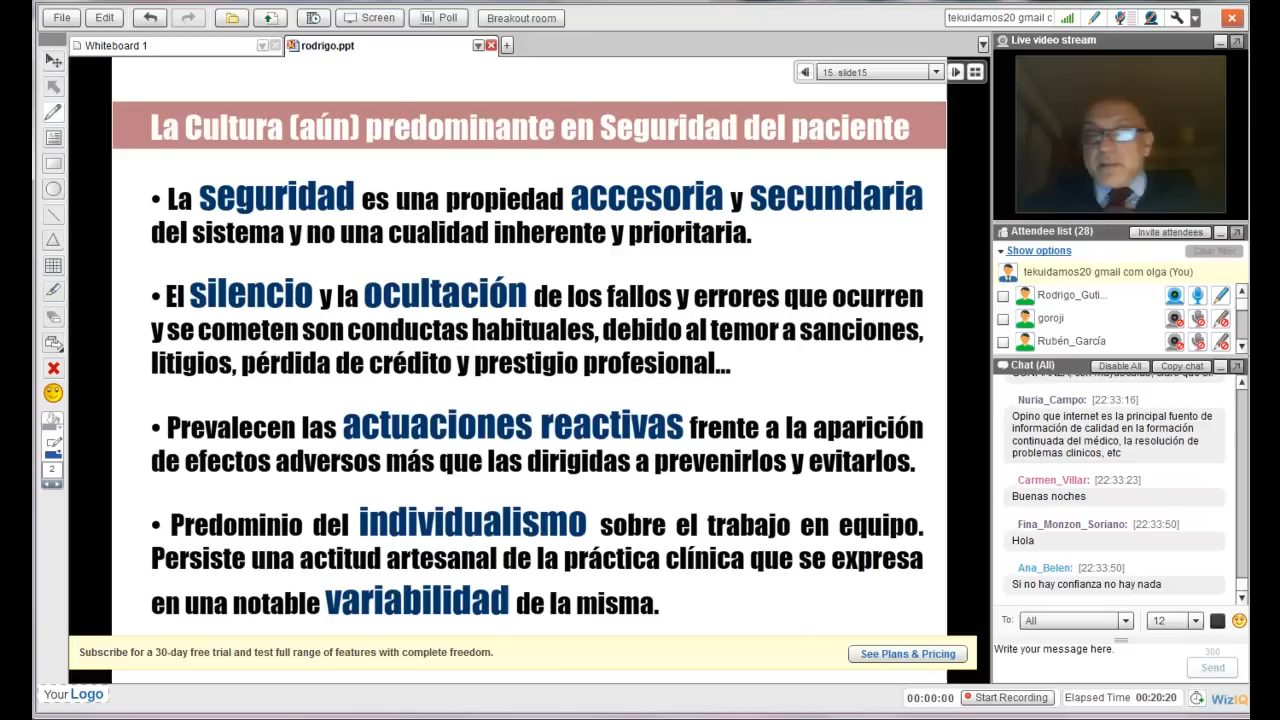 File
Edit
Screen
Poll
Breakout room
tekuidamos20 gmail c
Whiteboard 1
rodrigo.ppt
15. slide15
La Cultura (aún) predominante en Seguridad del paciente
• La seguridad es una propiedad accesoria y secundaria
del sistema y no una cualidad inherente y prioritaria.
• El silencio y la ocultación de los fallos y errores que ocurren
y se cometen son conductas habituales, debido al temor a sanciones,
litigios, pérdida de crédito y prestigio profesional...
• Prevalecen las actuaciones reactivas frente a la aparición
de efectos adversos más que las dirigidas a prevenirlos y evitarlos.
• Predominio del individualismo sobre el trabajo en equipo.
Persiste una actitud artesanal de la práctica clínica que se expresa
en una notable variabilidad de la misma.
2
Subscribe for a 30-day free trial and test full range of features with complete freedom.
See Plans & Pricing
Your Logo
Live video stream
Attendee list (28)
Invite attendees
Show options
Clear
tekuidamos20 gmail com olga (You)
Rodrigo_Guti...
goroji
Rubén_García
Chat (All)
Disable All
Copy chat
Nuria_Campo: [22:33:16]
Opino que internet es la principal fuento de
información de calidad en la formación
continuada del médico, la resolución de
problemas clinicos, etc
Carmen_Villar: [22:33:23]
Buenas noches
Fina_Monzon_Soriano: [22:33:50]
Hola
Ana_Belen: [22:33:50]
Si no hay confianza no hay nada
To:
All
12
Write your message here.
300
Send
00:00:00
Start Recording
Elapsed Time 00:20:20
WizIQ